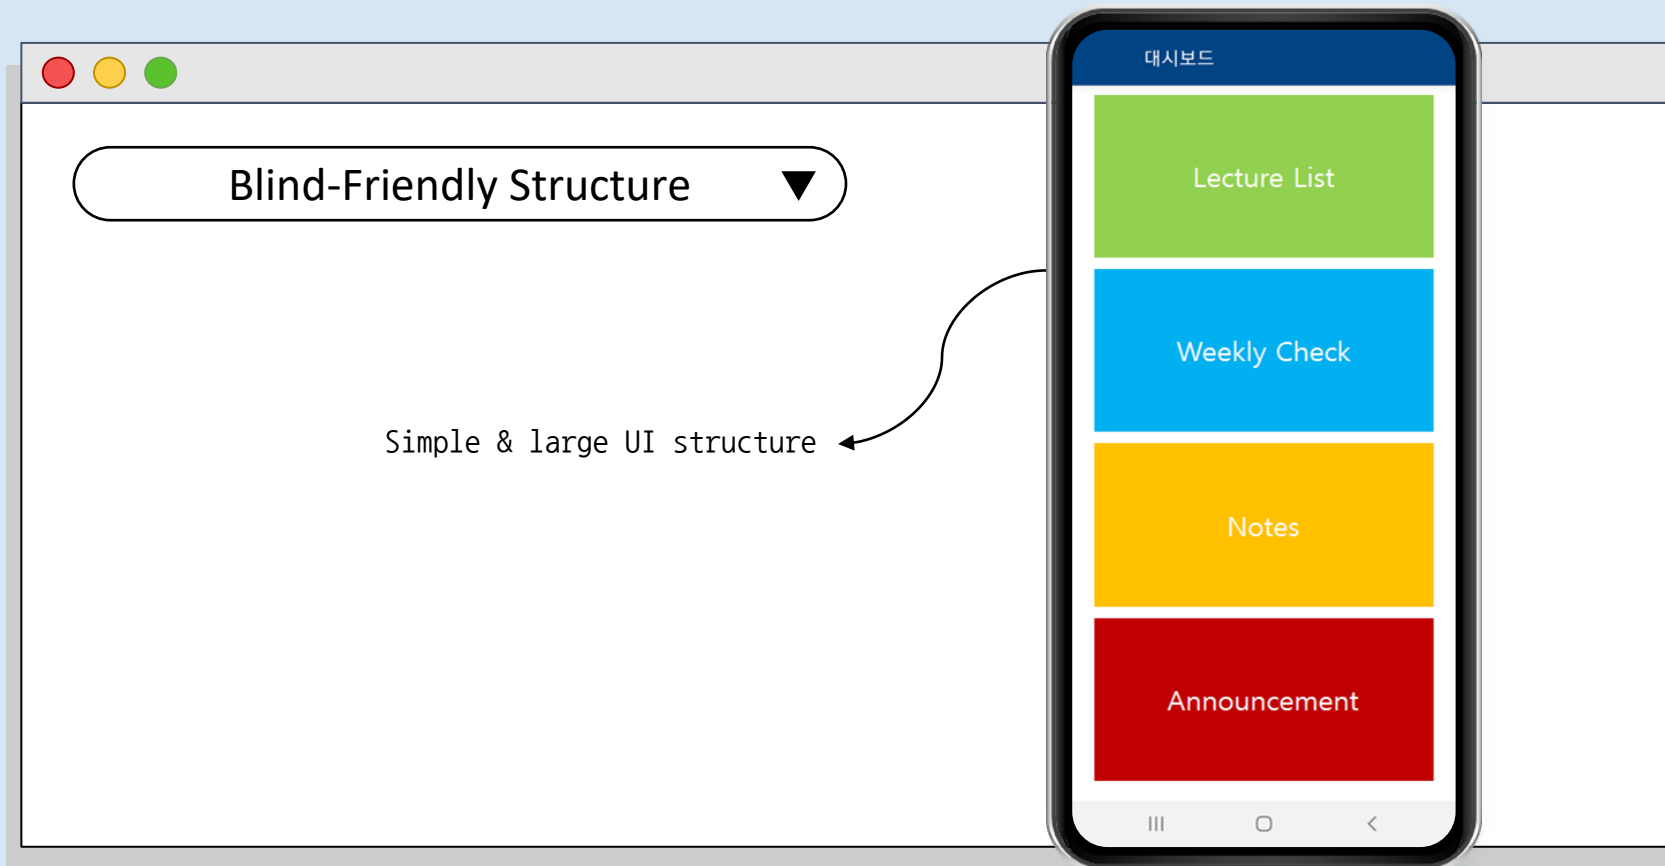 Blind-Friendly Structure
Simple & large UI structure
대시보드
Lecture List
Weekly Check
Notes
Announcement